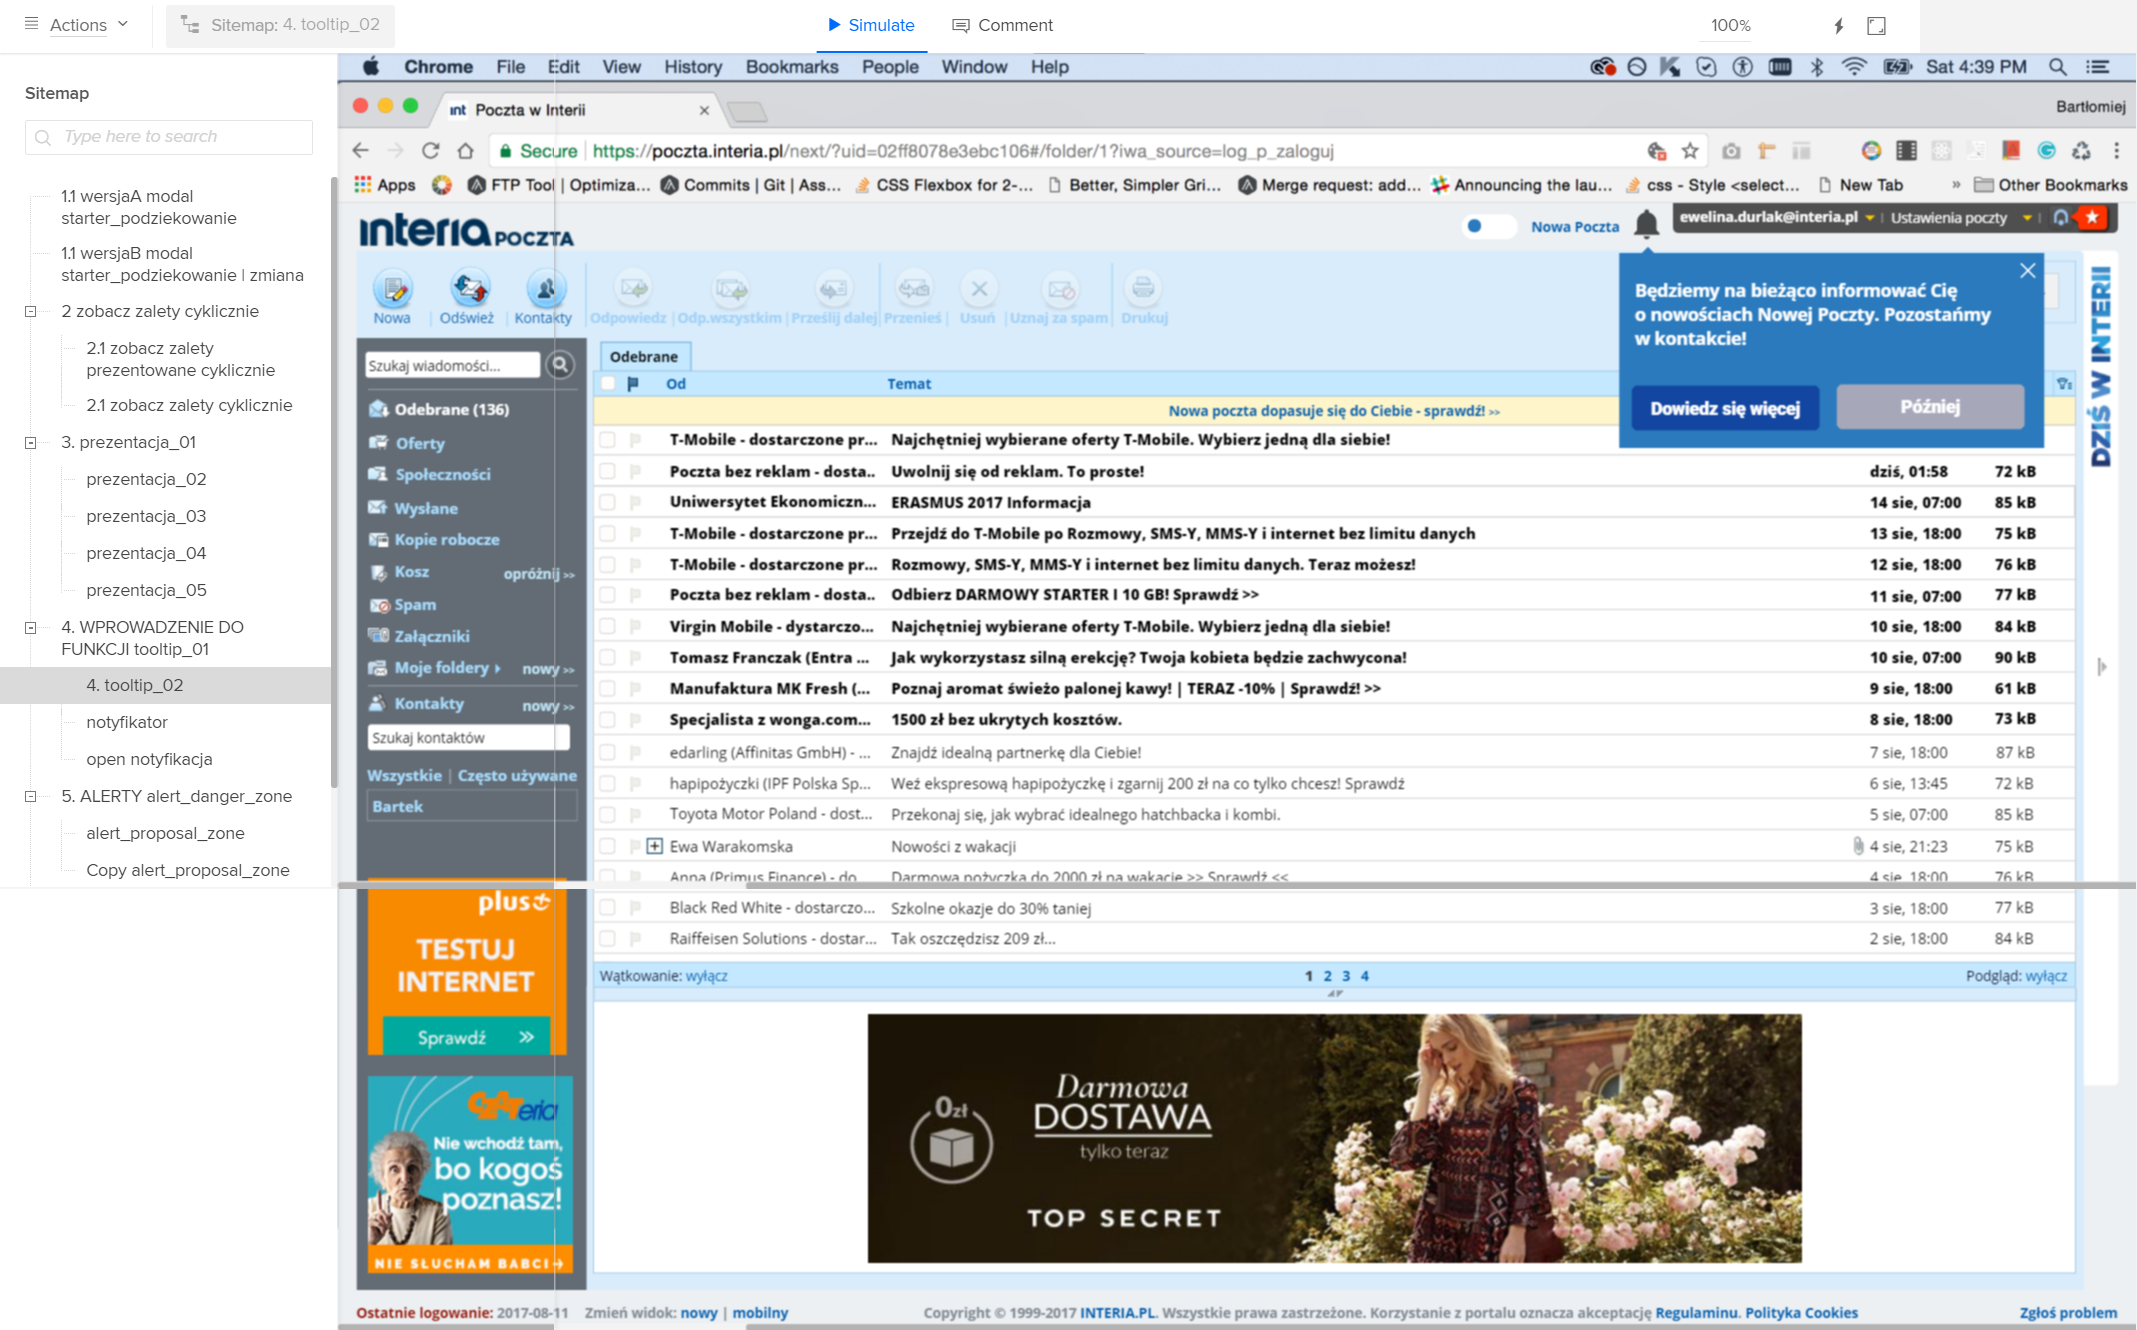 Actions
Sitemap: 4. tooltip_02
Simulate
Comment
100%
Sitemap
Type here to search
1.1 wersjaA modal
starter_podziekowanie
1.1 wersjaB modal
starter_podziekowanie | zmiana
2 zobacz zalety cyklicznie
2.1 zobacz zalety
prezentowane cyklicznie
2.1 zobacz zalety cyklicznie
3. prezentacja_01
prezentacja_02
prezentacja_03
prezentacja_04
prezentacja_05
4. WPROWADZENIE DO
FUNKCJI tooltip_01
4. tooltip_02
notyfikator
open notyfikacja
5. ALERTY alert_danger_zone
alert_proposal_zone
Copy alert_proposal_zone
Chrome File Edit View History Bookmarks People Window Help
Sat 4:39 PM
int Poczta w Interii
Bartłomiej
Secure https://poczta.interia.pl/next/?uid=02ff8078e3ebc106#/folder/1?iwa_source=log_p_zaloguj
Apps FTP Tool | Optimiza... Commits | Git | Ass... CSS Flexbox for 2-... Better, Simpler Gri... Merge request: add... Announcing the lau... css - Style <select... New Tab » Other Bookmarks
interia POCZTA
Nowa Poczta
ewelina.durlak@interia.pl | Ustawienia poczty |
Nowa | Odśwież | Kontakty
Odpowiedz | Odp.wszystkim | Prześlij dalej Przenieś | Usuń | Uznaj za spam Drukuj
Będziemy na bieżąco informować Cię
o nowościach Nowej Poczty. Pozostańmy
w kontakcie!
Dowiedz się więcej
Później
DZIŚ W INTERII
Szukaj wiadomości...
Odebrane (136)
Oferty
Społeczności
Wysłane
Kopie robocze
Kosz opróżnij >>
Spam
Załączniki
Moje foldery nowy >>
Kontakty nowy >>
Szukaj kontaktów
Wszystkie | Często używane
Bartek
Odebrane
Od Temat
Nowa poczta dopasuje się do Ciebie - sprawdź! >>
T-Mobile - dostarczone pr... Najchętniej wybierane oferty T-Mobile. Wybierz jedną dla siebie!
Poczta bez reklam - dosta.. Uwolnij się od reklam. To proste! dziś, 01:58 72 kB
Uniwersytet Ekonomiczn... ERASMUS 2017 Informacja 14 sie, 07:00 85 kB
T-Mobile - dostarczone pr... Przejdź do T-Mobile po Rozmowy, SMS-Y, MMS-Y i internet bez limitu danych 13 sie, 18:00 75 kB
T-Mobile - dostarczone pr... Rozmowy, SMS-Y, MMS-Y i internet bez limitu danych. Teraz możesz! 12 sie, 18:00 76 kB
Poczta bez reklam - dosta.. Odbierz DARMOWY STARTER I 10 GB! Sprawdź >> 11 sie, 07:00 77 kB
Virgin Mobile - dystarczo... Najchętniej wybierane oferty T-Mobile. Wybierz jedną dla siebie! 10 sie, 18:00 84 kB
Tomasz Franczak (Entra ... Jak wykorzystasz silną erekcję? Twoja kobieta będzie zachwycona! 10 sie, 07:00 90 kB
Manufaktura MK Fresh (... Poznaj aromat świeżo palonej kawy! | TERAZ -10% | Sprawdź! >> 9 sie, 18:00 61 kB
Specjalista z wonga.com... 1500 zł bez ukrytych kosztów. 8 sie, 18:00 73 kB
edarling (Affinitas GmbH) - ... Znajdź idealną partnerkę dla Ciebie! 7 sie, 18:00 87 kB
hapipożyczki (IPF Polska Sp... Weź ekspresową hapipożyczkę i zgarnij 200 zł na co tylko chcesz! Sprawdź 6 sie, 13:45 72 kB
Toyota Motor Poland - dost... Przekonaj się, jak wybrać idealnego hatchbacka i kombi. 5 sie, 07:00 85 kB
Ewa Warakomska Nowości z wakacji 4 sie, 21:23 75 kB
Anna (Primus Finance) - do Darmowa pożyczka do 2000 zł na wakacje >> Sprawdź << 4 sie, 18:00 76 kB
Black Red White - dostarczo... Szkolne okazje do 30% taniej 3 sie, 18:00 77 kB
Raiffeisen Solutions - dostar... Tak oszczędzisz 209 zł... 2 sie, 18:00 84 kB
Wątkowanie: wyłącz 1 2 3 4 Podgląd: wyłącz
plus
TESTUJ
INTERNET
Sprawdź >>
czateria
Nie wchodź tam,
bo kogoś
poznasz!
NIE SŁUCHAM BABCI
0zł
Darmowa
DOSTAWA
tylko teraz
TOP SECRET
Ostatnie logowanie: 2017-08-11 Zmień widok: nowy | mobilny
Copyright © 1999-2017 INTERIA.PL. Wszystkie prawa zastrzeżone. Korzystanie z portalu oznacza akceptację Regulaminu. Polityka Cookies
Zgłoś problem